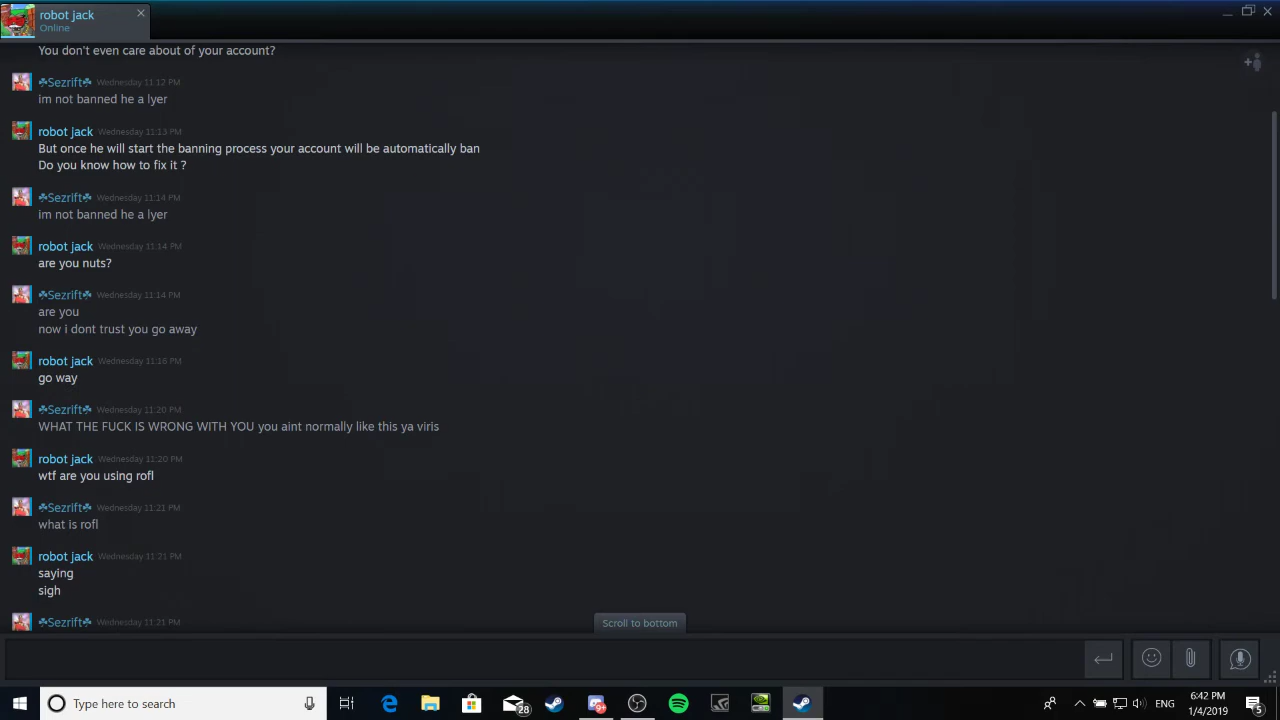 robot jack
Online
You don't even care about of your account?
☘Sezrift☘ Wednesday 11:12 PM
im not banned he a lyer
robot jack Wednesday 11:13 PM
But once he will start the banning process your account will be automatically ban
Do you know how to fix it ?
☘Sezrift☘ Wednesday 11:14 PM
im not banned he a lyer
robot jack Wednesday 11:14 PM
are you nuts?
☘Sezrift☘ Wednesday 11:14 PM
are you
now i dont trust you go away
robot jack Wednesday 11:16 PM
go way
☘Sezrift☘ Wednesday 11:20 PM
WHAT THE FUCK IS WRONG WITH YOU you aint normally like this ya viris
robot jack Wednesday 11:20 PM
wtf are you usIng rofl
☘Sezrift☘ Wednesday 11:21 PM
what is rofl
robot jack Wednesday 11:21 PM
saying
sigh
☘Sezrift☘ Wednesday 11:21 PM
Scroll to bottom
Type here to search
28
ENG
6:42 PM
1/4/2019
5